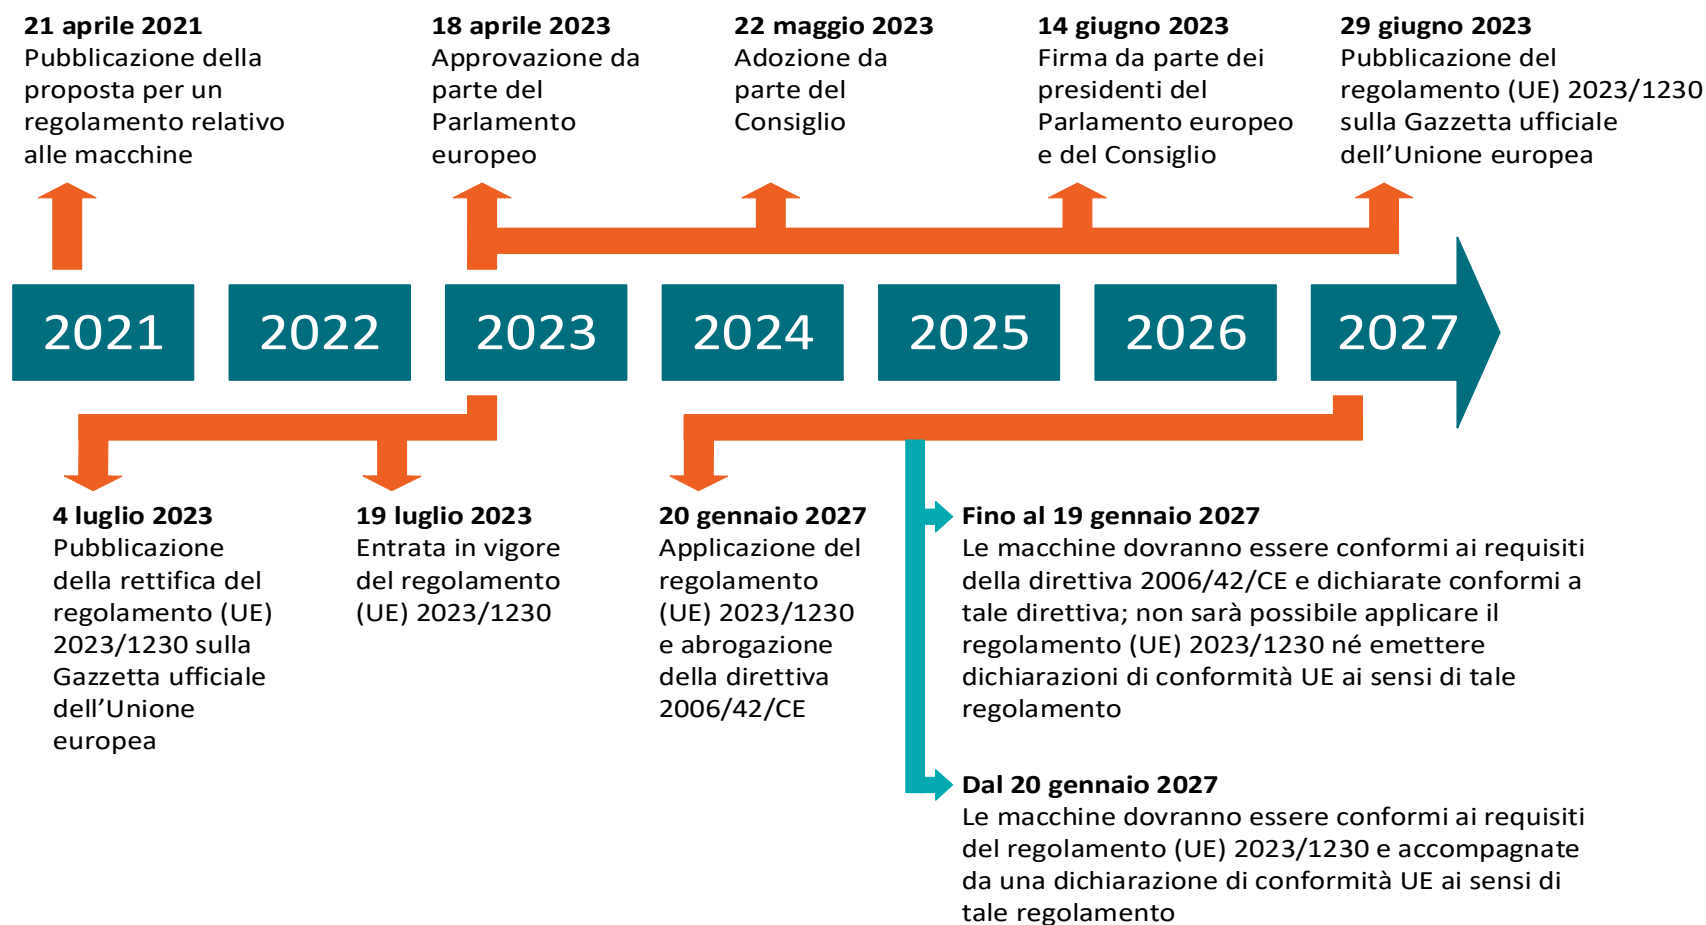 21 aprile 2021
Pubblicazione della
proposta per un
regolamento relativo
alle macchine
18 aprile 2023
Approvazione da
parte del
Parlamento
europeo
22 maggio 2023
Adozione da
parte del
Consiglio
14 giugno 2023
Firma da parte dei
presidenti del
Parlamento europeo
e del Consiglio
29 giugno 2023
Pubblicazione del
regolamento (UE) 2023/1230
sulla Gazzetta ufficiale
dell’Unione europea
2021
2022
2023
2024
2025
2026
2027
4 luglio 2023
Pubblicazione
della rettifica del
regolamento (UE)
2023/1230 sulla
Gazzetta ufficiale
dell’Unione
europea
19 luglio 2023
Entrata in vigore
del regolamento
(UE) 2023/1230
20 gennaio 2027
Applicazione del
regolamento
(UE) 2023/1230
e abrogazione
della direttiva
2006/42/CE
Fino al 19 gennaio 2027
Le macchine dovranno essere conformi ai requisiti
della direttiva 2006/42/CE e dichiarate conformi a
tale direttiva; non sarà possibile applicare il
regolamento (UE) 2023/1230 né emettere
dichiarazioni di conformità UE ai sensi di tale
regolamento
Dal 20 gennaio 2027
Le macchine dovranno essere conformi ai requisiti
del regolamento (UE) 2023/1230 e accompagnate
da una dichiarazione di conformità UE ai sensi di
tale regolamento